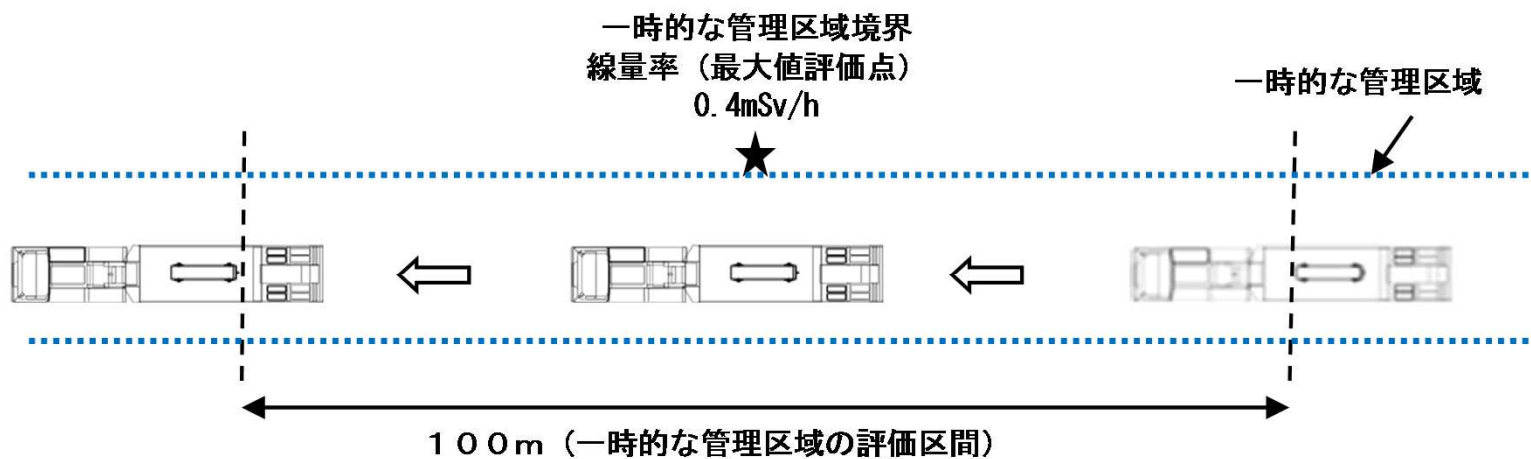 一時的な管理区域境界
線量率（最大値評価点）
0.4mSv/h
一時的な管理区域
１００ｍ（一時的な管理区域の評価区間）